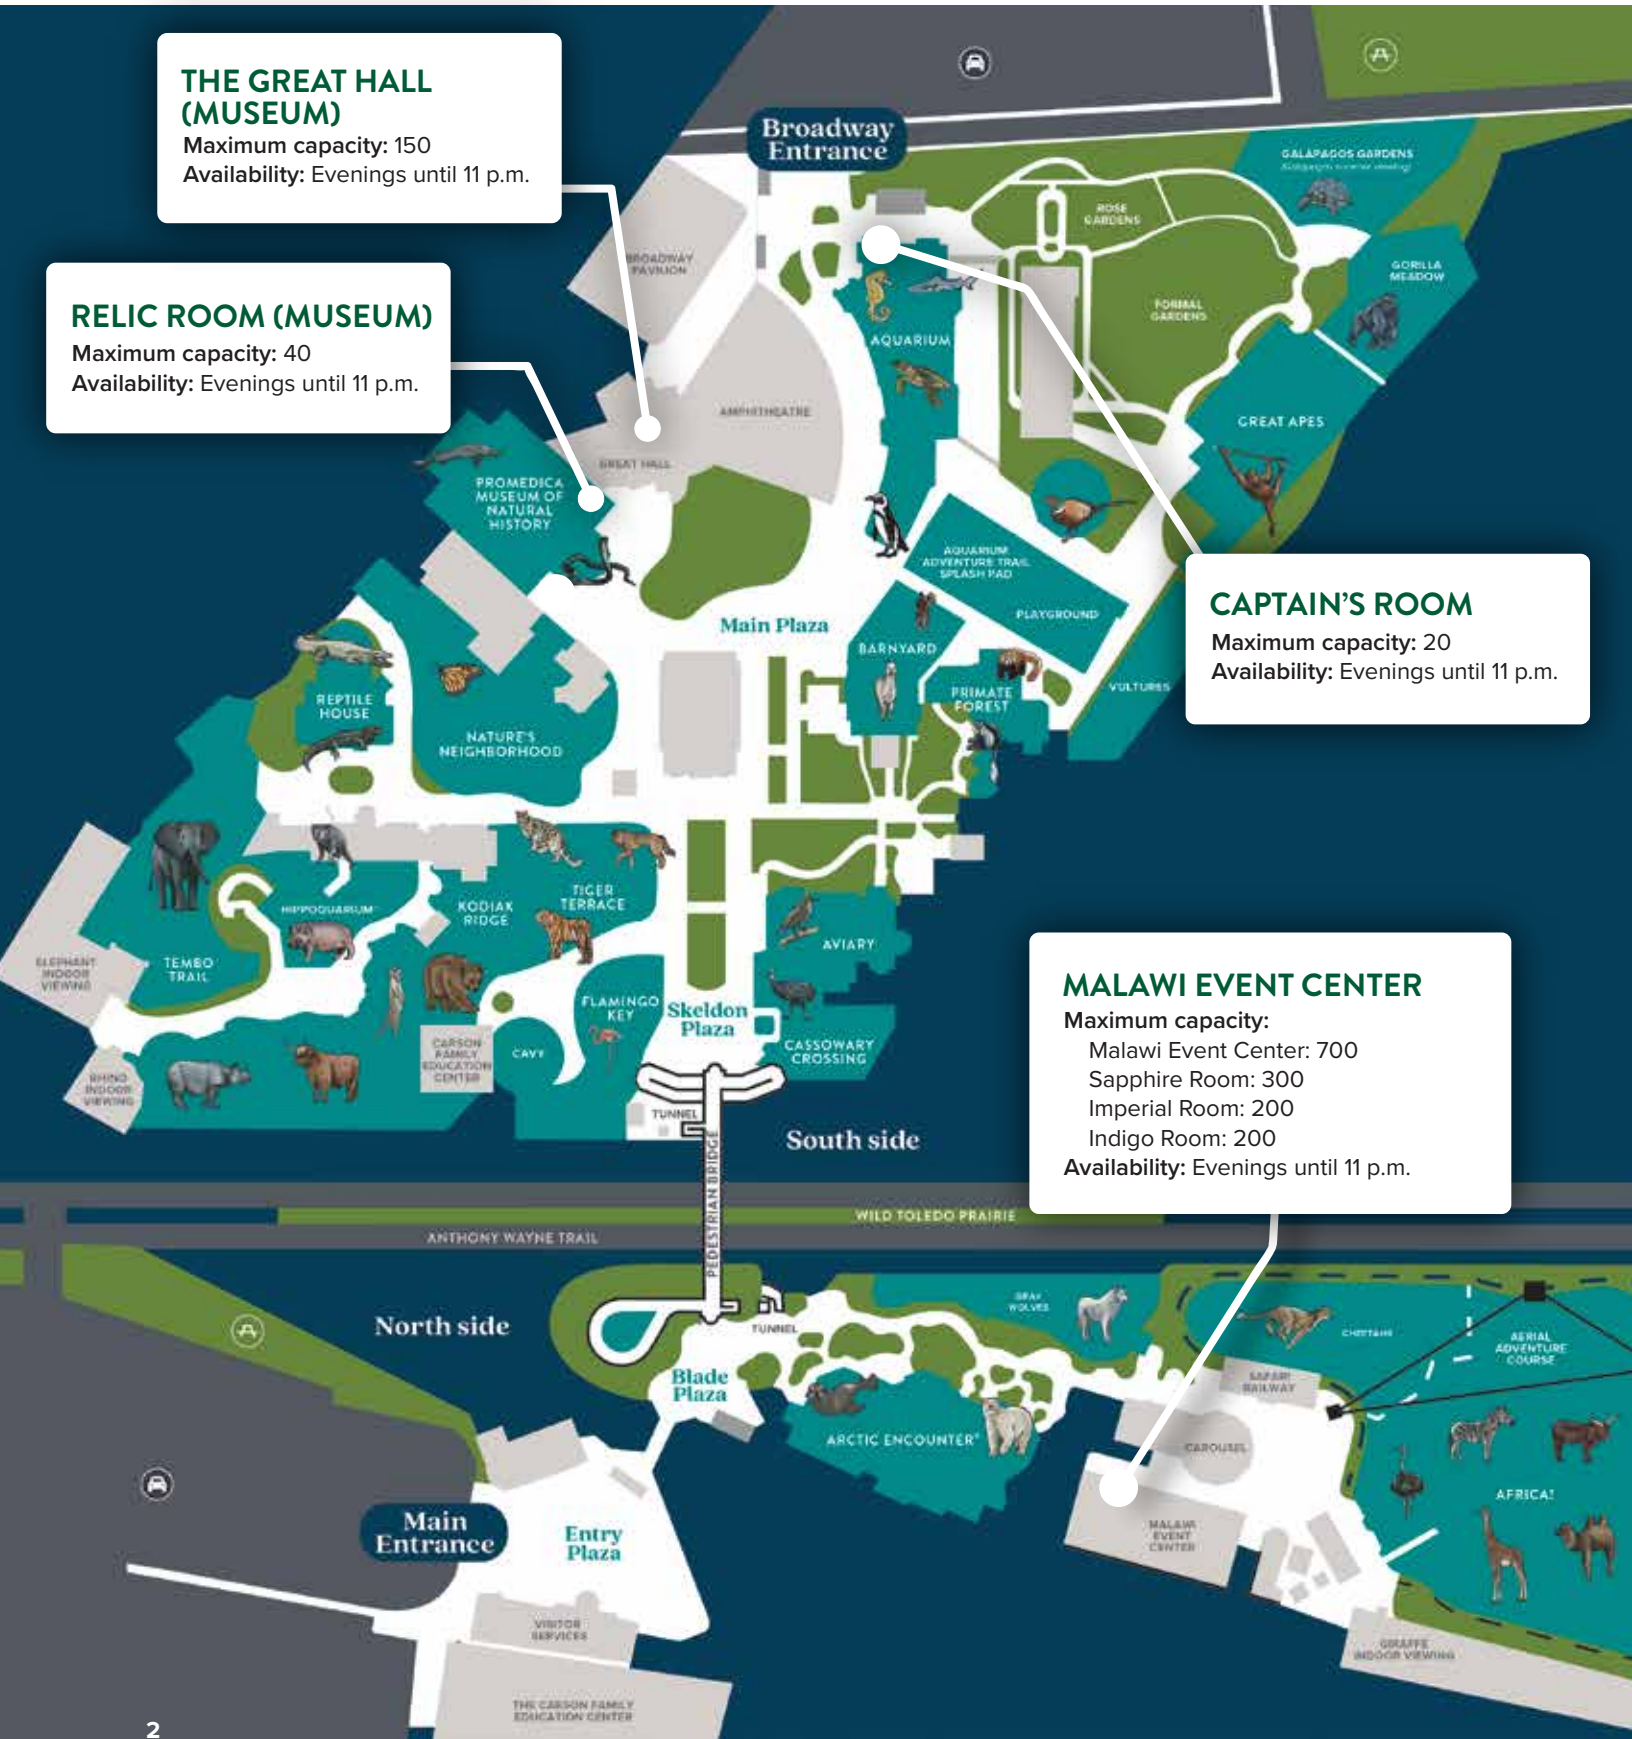 THE GREAT HALL
(MUSEUM)
Maximum capacity: 150
Availability: Evenings until 11 p.m.
Broadway
Entrance
GALÁPAGOS GARDENS
ROSE
GARDENS
BROADWAY
PAVILION
GORILLA
MEADOW
RELIC ROOM (MUSEUM)
Maximum capacity: 40
Availability: Evenings until 11 p.m.
FORMAL
GARDENS
AQUARIUM
AMPHITHEATRE
GREAT APES
GREAT HALL
PROMEDICA
MUSEUM OF
NATURAL
HISTORY
AQUARIUM
ADVENTURE TRAIL
SPLASH PAD
PLAYGROUND
CAPTAIN'S ROOM
Maximum capacity: 20
Availability: Evenings until 11 p.m.
Main Plaza
BARNYARD
PRIMATE
FOREST
VULTURES
REPTILE
HOUSE
NATURE'S
NEIGHBORHOOD
HIPPOQUARIUM
KODIAK
RIDGE
TIGER
TERRACE
AVIARY
ELEPHANT
INDOOR
VIEWING
TEMBO
TRAIL
FLAMINGO
KEY
Skeldon
Plaza
CARSON
FAMILY
EDUCATION
CENTER
CAVY
CASSOWARY
CROSSING
RHINO
INDOOR
VIEWING
TUNNEL
PEDESTRIAN BRIDGE
South side
MALAWI EVENT CENTER
Maximum capacity:
Malawi Event Center: 700
Sapphire Room: 300
Imperial Room: 200
Indigo Room: 200
Availability: Evenings until 11 p.m.
WILD TOLEDO PRAIRIE
ANTHONY WAYNE TRAIL
North side
TUNNEL
GRAY
WOLVES
CHEETAHS
AERIAL
ADVENTURE
COURSE
Blade
Plaza
SAFARI
RAILWAY
ARCTIC ENCOUNTER®
CAROUSEL
AFRICA!
Main
Entrance
Entry
Plaza
MALAWI
EVENT
CENTER
VISITOR
SERVICES
GIRAFFE
INDOOR VIEWING
THE CARSON FAMILY
EDUCATION CENTER
2